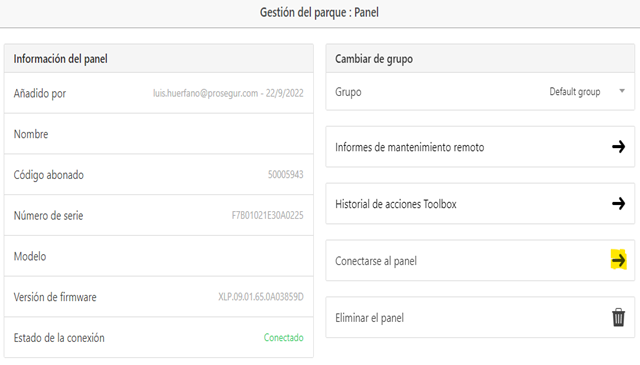 Gestión del parque : Panel
Información del panel
Añadido por luis.huerfano@prosegur.com - 22/9/2022
Nombre
Código abonado 50005943
Número de serie F7B01021E30A0225
Modelo
Versión de firmware XLP.09.01.65.0A03859D
Estado de la conexión Conectado
Cambiar de grupo
Grupo Default group
Informes de mantenimiento remoto
Historial de acciones Toolbox
Conectarse al panel
Eliminar el panel